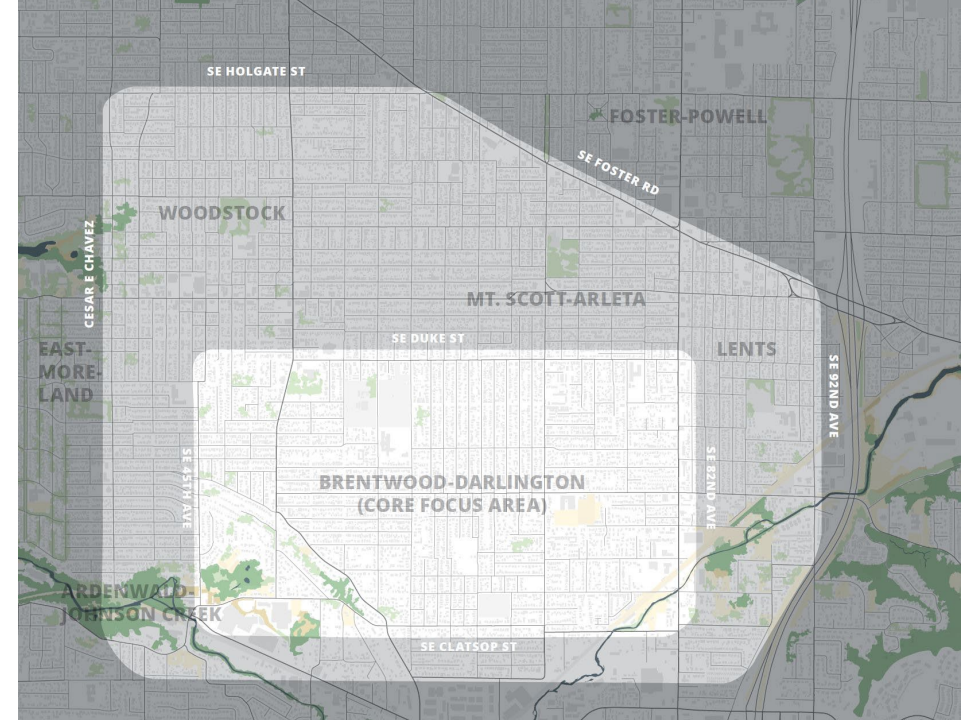 SE HOLGATE ST
FOSTER-POWELL
SE FOSTER RD
WOODSTOCK
CESAR E CHAVEZ
MT. SCOTT-ARLETA
SE DUKE ST
EAST-
MORE-
LAND
LENTS
SE 92ND AVE
SE 45TH AVE
BRENTWOOD-DARLINGTON
(CORE FOCUS AREA)
SE 82ND AVE
ARDENWALD-
JOHNSON CREEK
SE CLATSOP ST